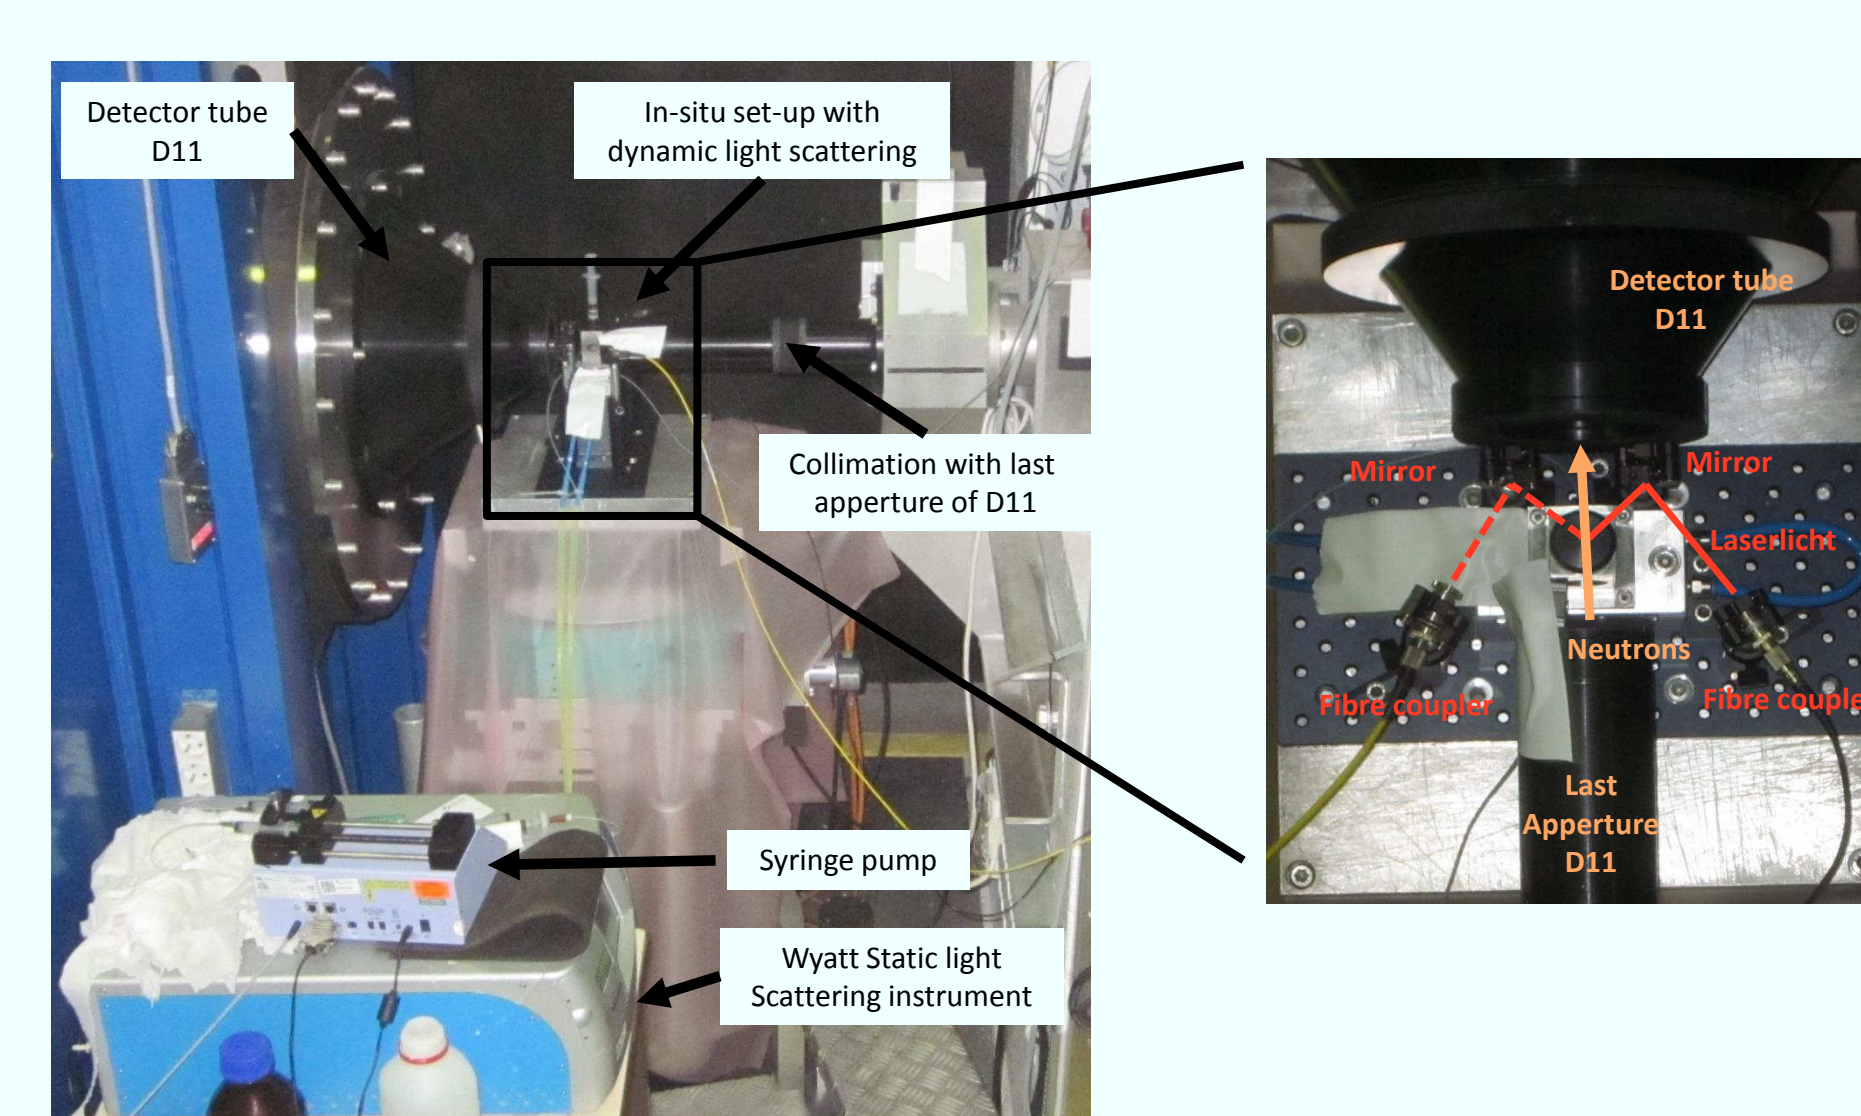 Detector tube
D11
In-situ set-up with
dynamic light scattering
Collimation with last
apperture of D11
Syringe pump
Wyatt Static light
Scattering instrument
Detector tube
D11
Mirror
Mirror
Laserlicht
Neutrons
Fibre coupler
Fibre couple
Last
Apperture
D11